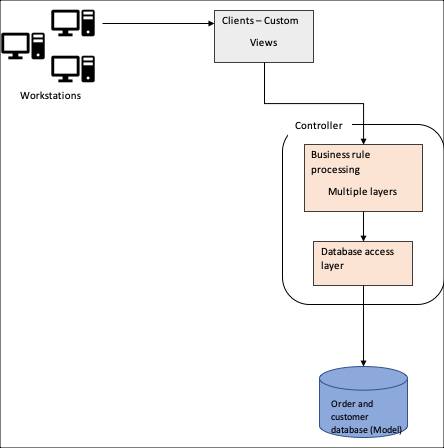 Clients – Custom
Views
Workstations
Controller
Business rule
processing
Multiple layers
Database access
layer
Order and
customer
database (Model)